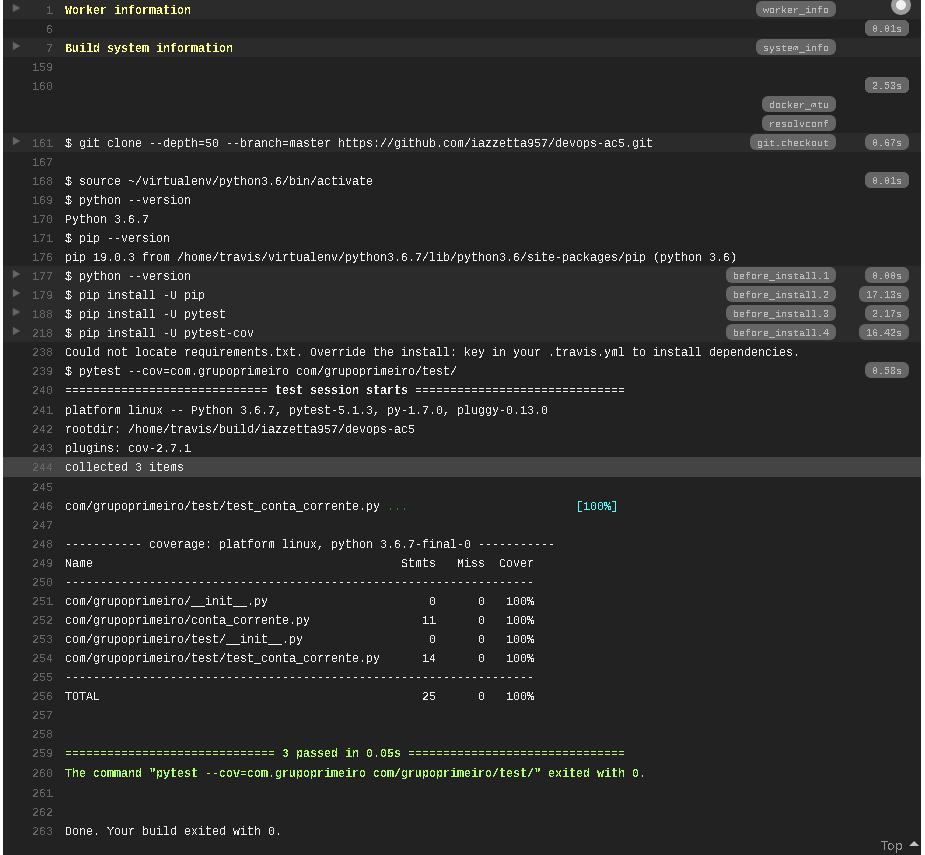 1 Worker information worker_info
6 0.01s
7 Build system information system_info
159
160 2.53s
docker_mtu
resolvconf
161 $ git clone --depth=50 --branch=master https://github.com/iazzetta957/devops-ac5.git git.checkout 0.67s
167
168 $ source ~/virtualenv/python3.6/bin/activate 0.01s
169 $ python --version
170 Python 3.6.7
171 $ pip --version
176 pip 19.0.3 from /home/travis/virtualenv/python3.6.7/lib/python3.6/site-packages/pip (python 3.6)
177 $ python --version before_install.1 0.00s
179 $ pip install -U pip before_install.2 17.13s
188 $ pip install -U pytest before_install.3 2.17s
218 $ pip install -U pytest-cov before_install.4 16.42s
238 Could not locate requirements.txt. Override the install: key in your .travis.yml to install dependencies.
239 $ pytest --cov=com.grupoprimeiro com/grupoprimeiro/test/ 0.58s
240 ============================= test session starts ==============================
241 platform linux -- Python 3.6.7, pytest-5.1.3, py-1.7.0, pluggy-0.13.0
242 rootdir: /home/travis/build/iazzetta957/devops-ac5
243 plugins: cov-2.7.1
244 collected 3 items
245
246 com/grupoprimeiro/test/test_conta_corrente.py ... [100%]
247
248 ----------- coverage: platform linux, python 3.6.7-final-0 -----------
249 Name Stmts Miss Cover
250 -------------------------------------------------------------------
251 com/grupoprimeiro/__init__.py 0 0 100%
252 com/grupoprimeiro/conta_corrente.py 11 0 100%
253 com/grupoprimeiro/test/__init__.py 0 0 100%
254 com/grupoprimeiro/test/test_conta_corrente.py 14 0 100%
255 -------------------------------------------------------------------
256 TOTAL 25 0 100%
257
258
259 ============================== 3 passed in 0.05s ===============================
260 The command "pytest --cov=com.grupoprimeiro com/grupoprimeiro/test/" exited with 0.
261
262
263 Done. Your build exited with 0.
Top